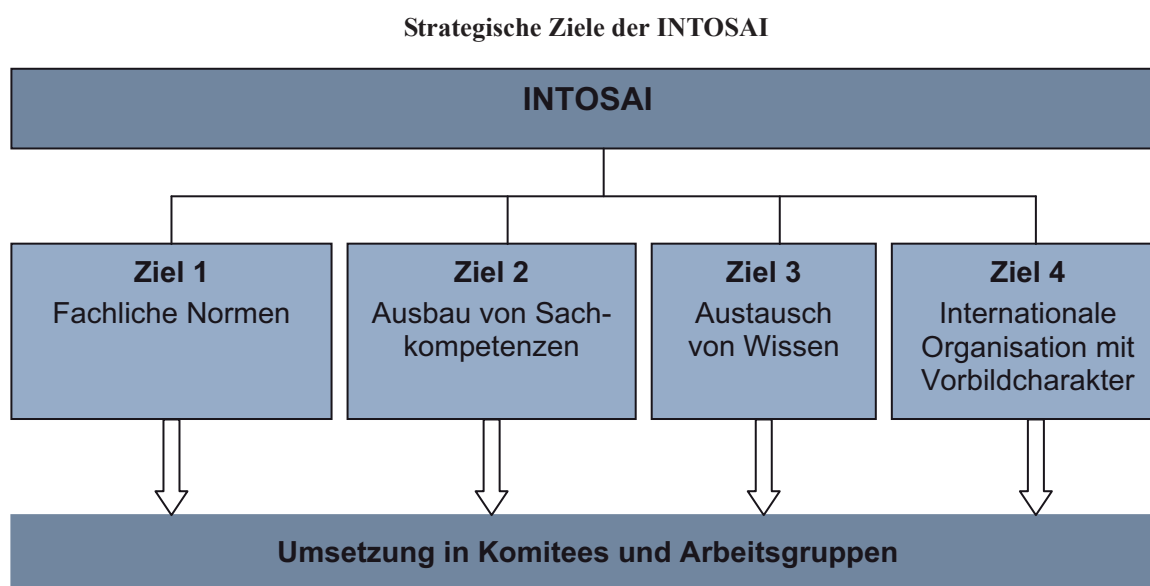 Strategische Ziele der INTOSAI
INTOSAI
Ziel 1
Fachliche Normen
Ziel 2
Ausbau von Sach-
kompetenzen
Ziel 3
Austausch
von Wissen
Ziel 4
Internationale
Organisation mit
Vorbildcharakter
Umsetzung in Komitees und Arbeitsgruppen